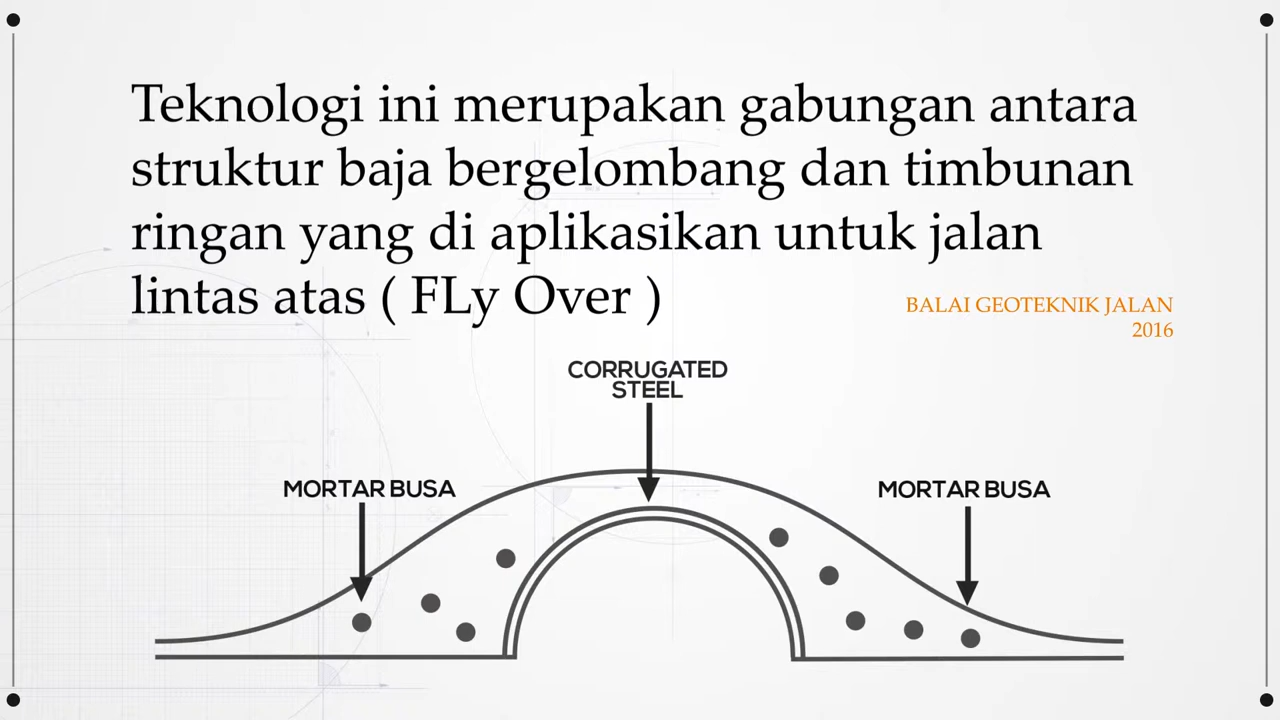 Teknologi ini merupakan gabungan antara
struktur baja bergelombang dan timbunan
ringan yang di aplikasikan untuk jalan
lintas atas ( FLy Over )
BALAI GEOTEKNIK JALAN
2016
CORRUGATED
STEEL
MORTAR BUSA
MORTAR BUSA